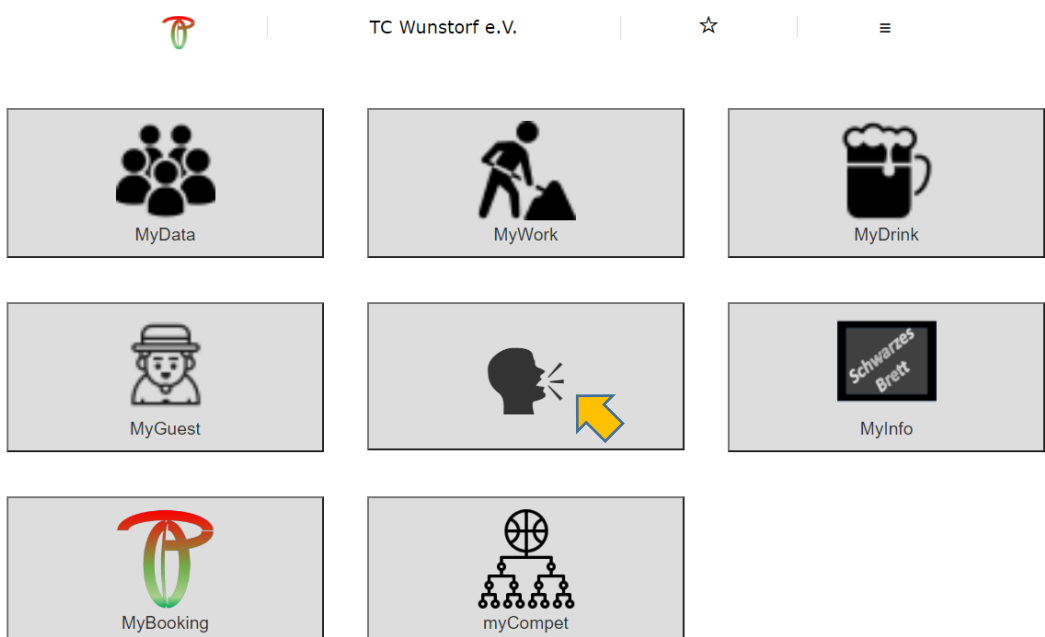 TC Wunstorf e.V.
MyData
MyWork
MyDrink
MyGuest
Schwarzes
Brett
MyInfo
MyBooking
myCompet